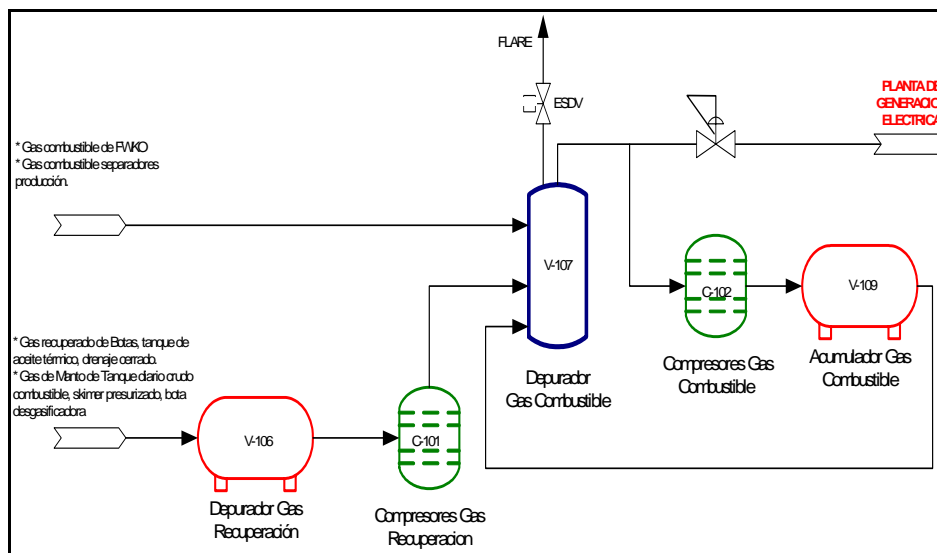 FLARE
ESDV
PLANTA DE
GENERACIO
ELECTRICA
* Gas combustible de FWKO
* Gas combustible separadores
producción.
V-107
C-102
V-109
Depurador
Gas Combustible
Compresores Gas
Combustible
Acumulador Gas
Combustible
* Gas recuperado de Botas, tanque de
aceite térmico, drenaje cerrado.
* Gas de Manto de Tanque diario crudo
combustible, skimer presurizado, bota
desgasificadora
V-106
C-101
Depurador Gas
Recuperación
Compresores Gas
Recuperacion